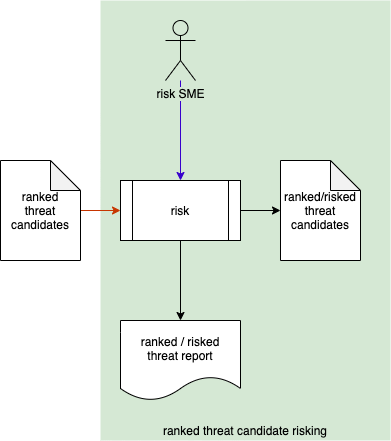 risk SME
ranked
threat
candidates
risk
ranked/risked
threat
candidates
ranked / risked
threat report
ranked threat candidate risking